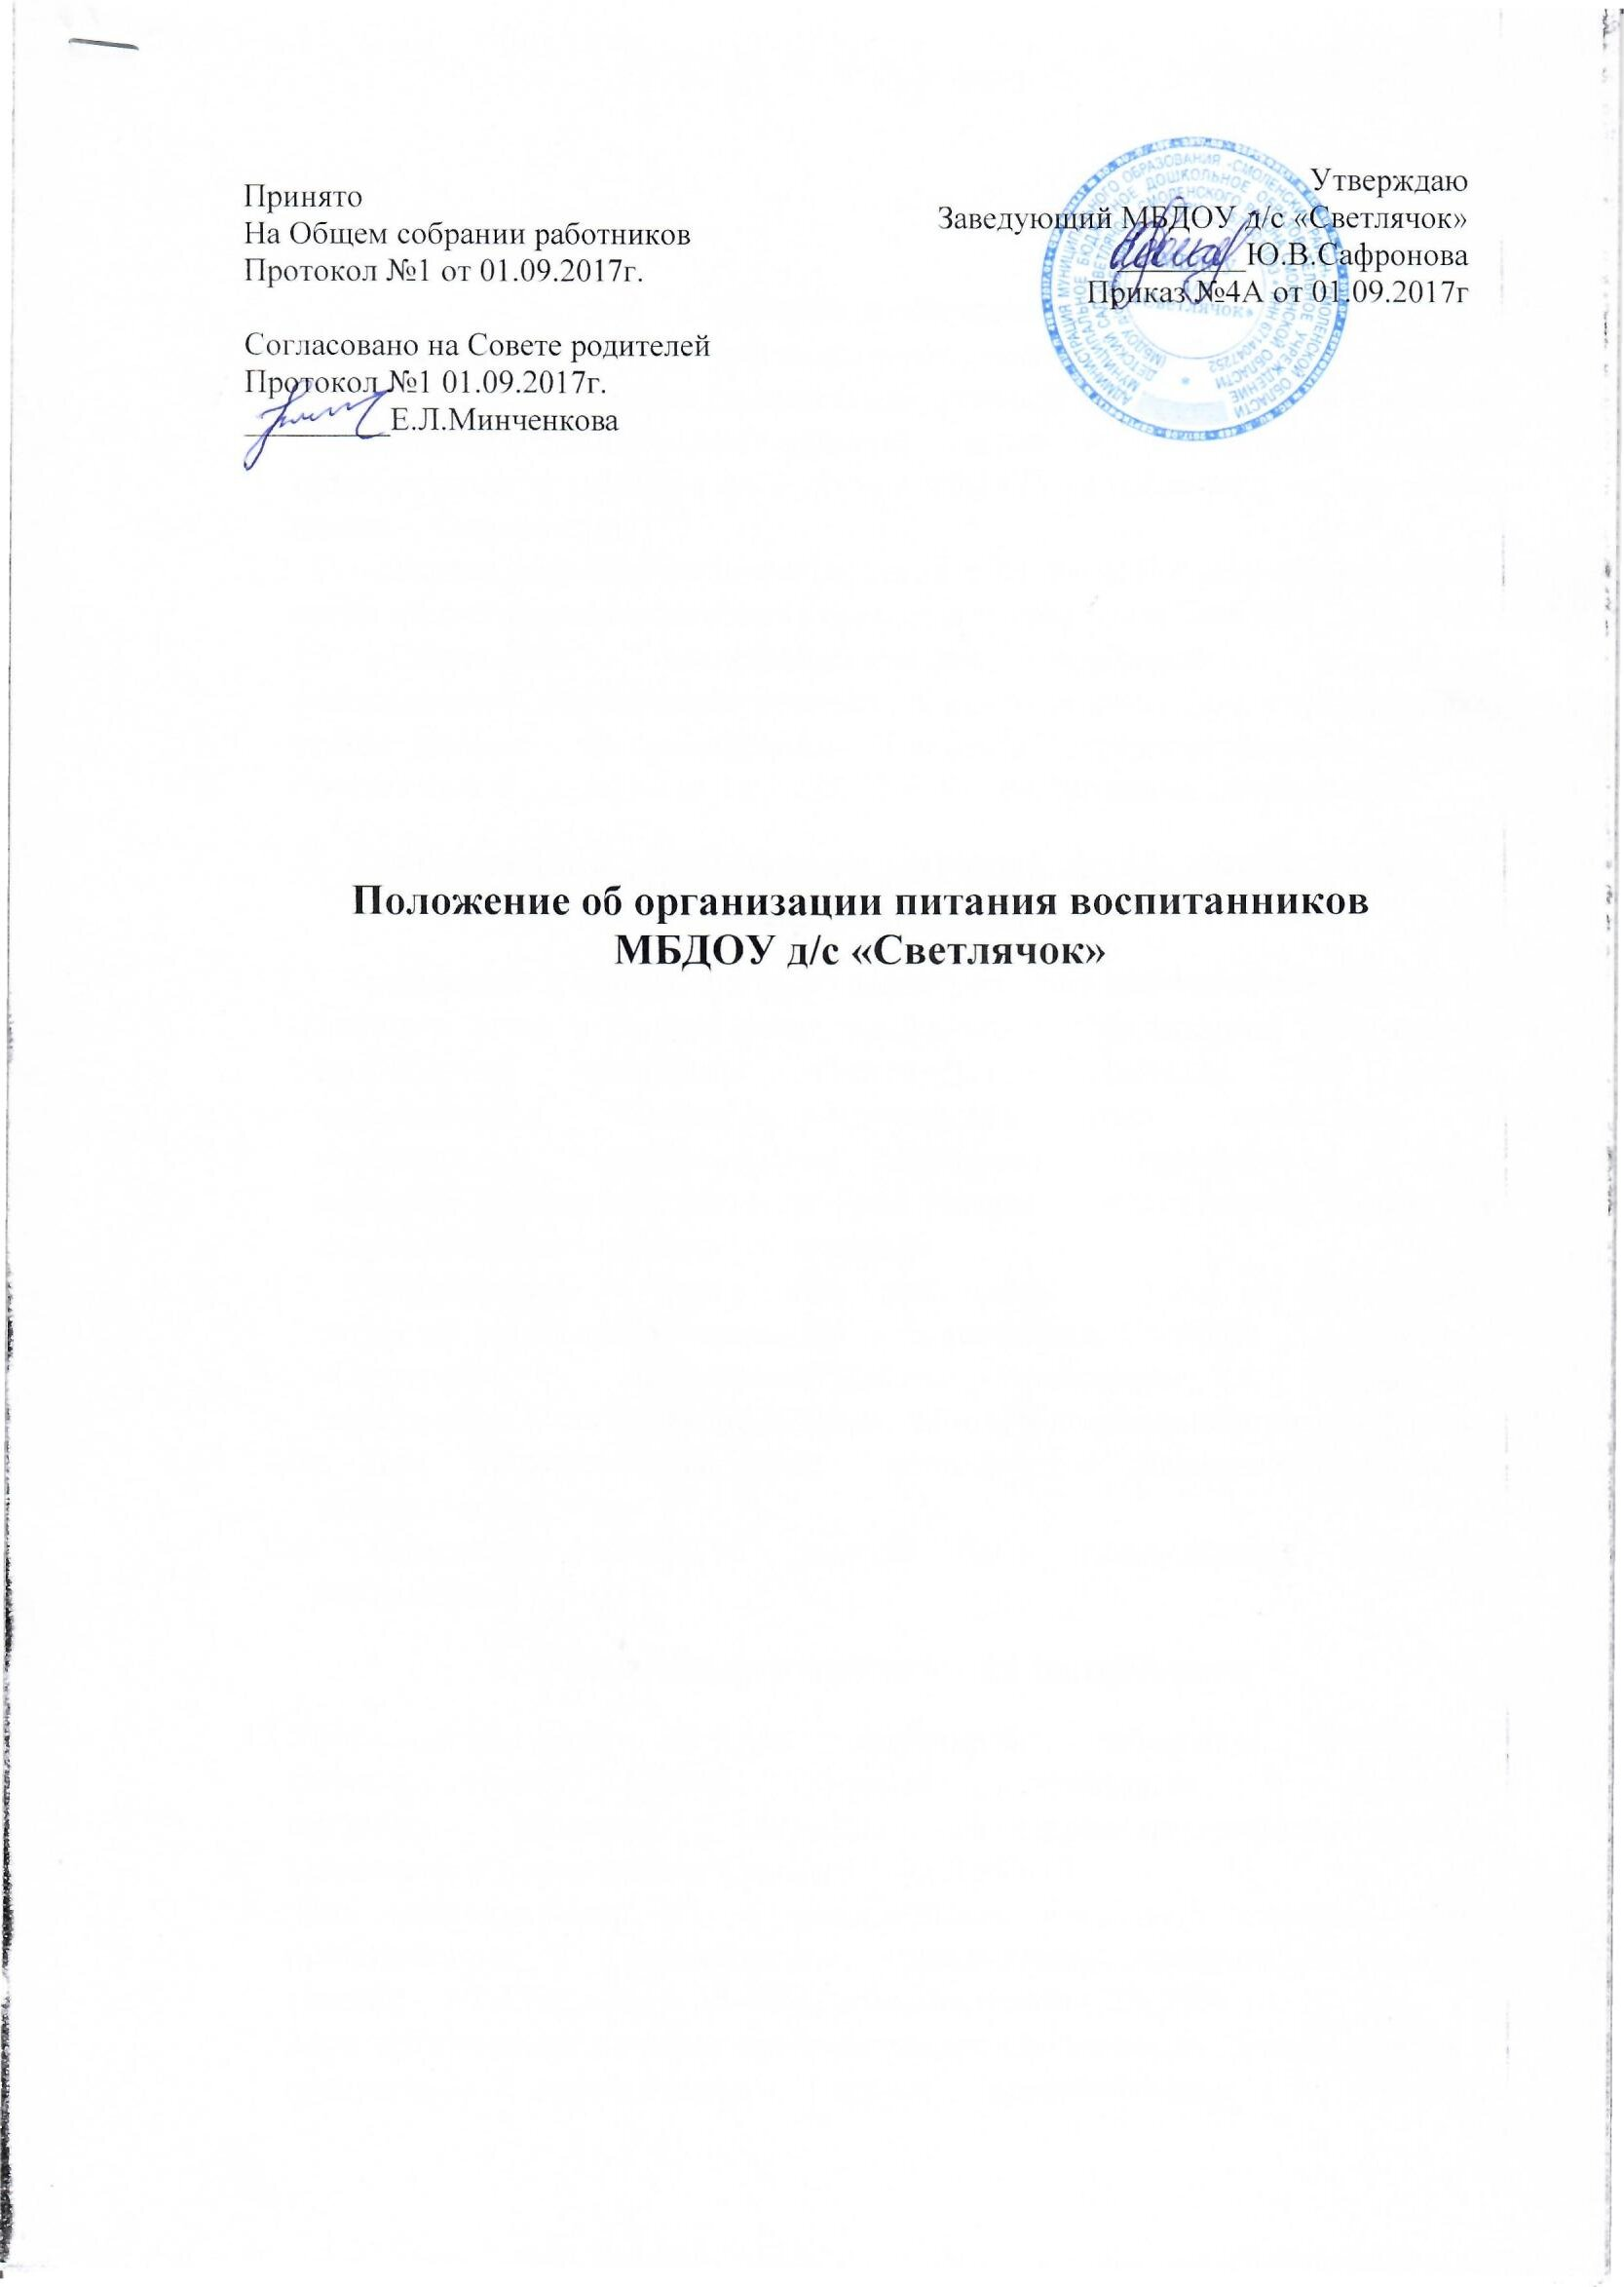 Принято
На Общем собрании работников
Протокол №1 от 01.09.2017г.
Согласовано на Совете родителей
Протокол №1 01.09.2017г.
__________Е.Л.Минченкова
Утверждаю
Заведующий МБДОУ д/с «Светлячок»
_________Ю.В.Сафронова
Приказ №4А от 01.09.2017г
Положение об организации питания воспитанников
МБДОУ д/с «Светлячок»